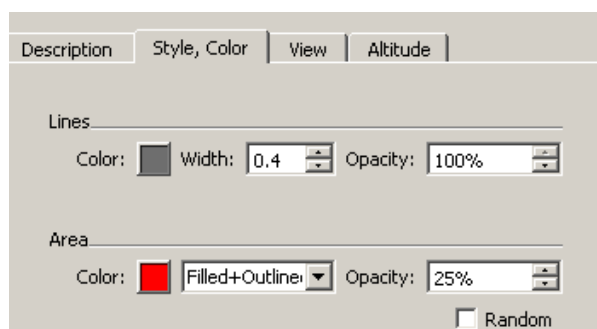 Description Style, Color View Altitude
Lines
Color: Width: 0.4 Opacity: 100%
Area
Color: Filled+Outline Opacity: 25%
Random